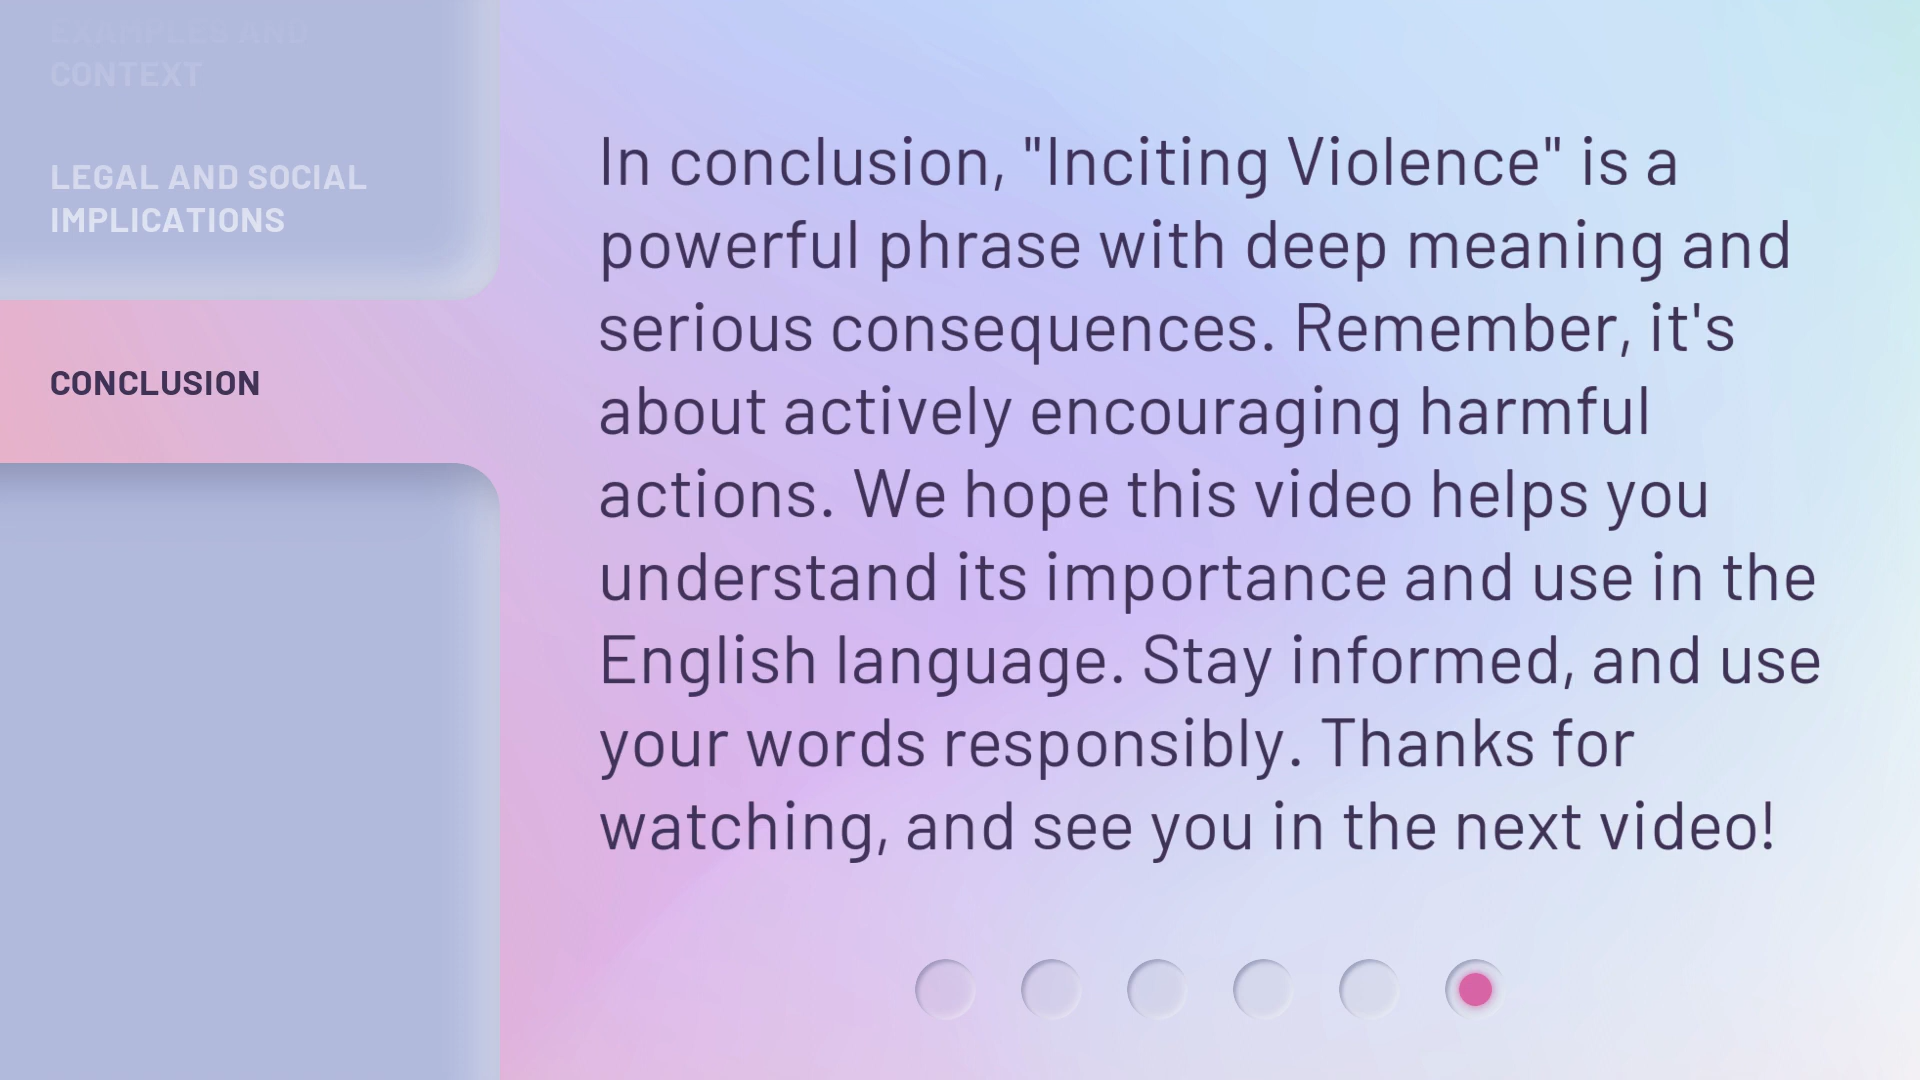 EXAMPLES AND
CONTEXT
LEGAL AND SOCIAL
IMPLICATIONS
CONCLUSION
In conclusion, "Inciting Violence" is a
powerful phrase with deep meaning and
serious consequences. Remember, it's
about actively encouraging harmful
actions. We hope this video helps you
understand its importance and use in the
English language. Stay informed, and use
your words responsibly. Thanks for
watching, and see you in the next video!